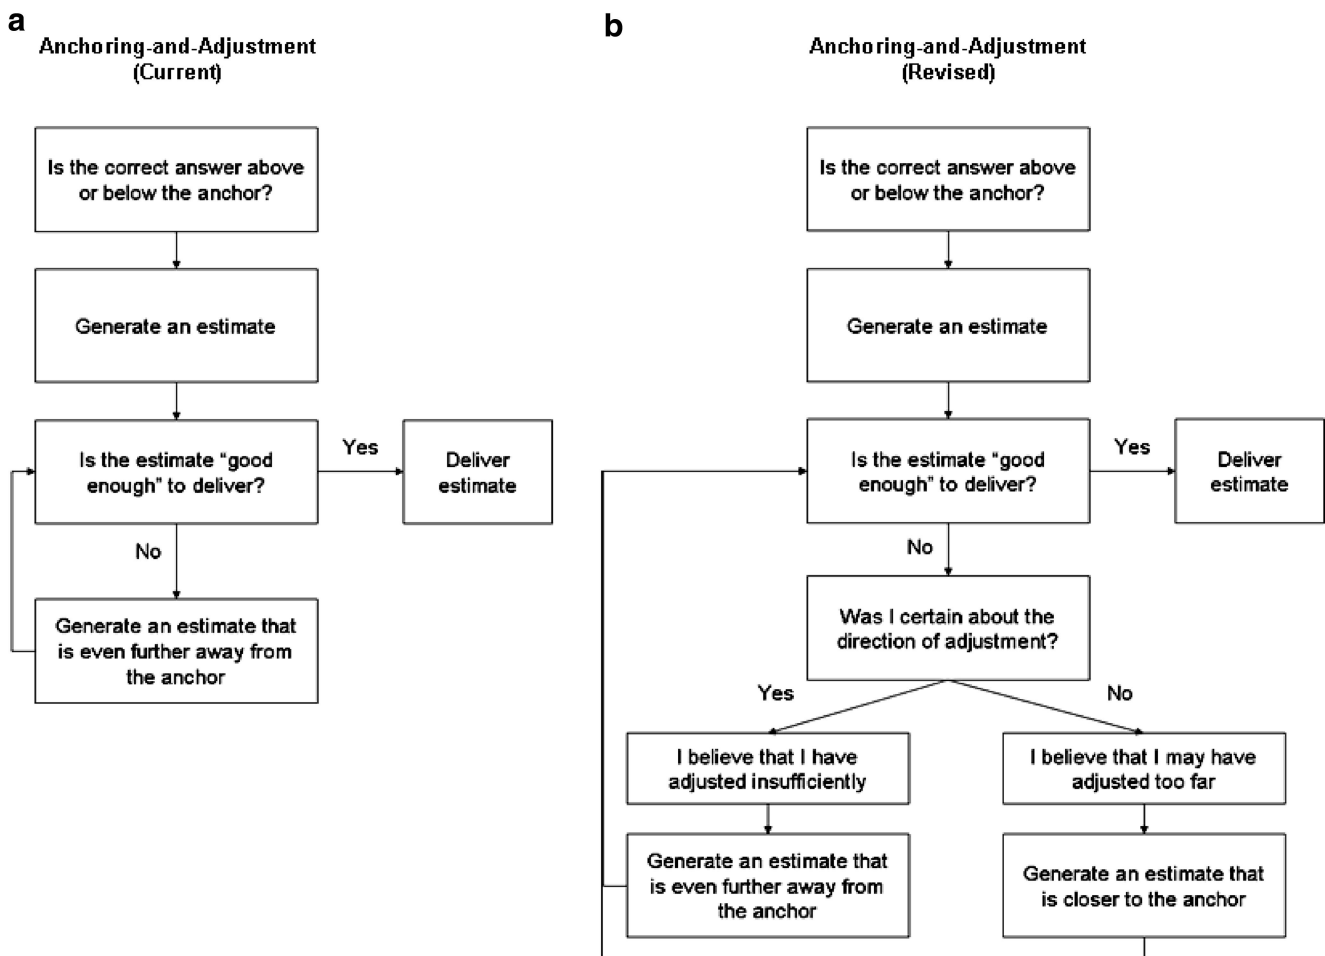 a
Anchoring-and-Adjustment
(Current)
Is the correct answer above
or below the anchor?
Generate an estimate
Is the estimate “good
enough” to deliver?
Yes
Deliver
estimate
No
Generate an estimate that
is even further away from
the anchor
b
Anchoring-and-Adjustment
(Revised)
Is the correct answer above
or below the anchor?
Generate an estimate
Is the estimate “good
enough” to deliver?
Yes
Deliver
estimate
No
Was I certain about the
direction of adjustment?
Yes
No
I believe that I have
adjusted insufficiently
I believe that I may have
adjusted too far
Generate an estimate that
is even further away from
the anchor
Generate an estimate that
is closer to the anchor